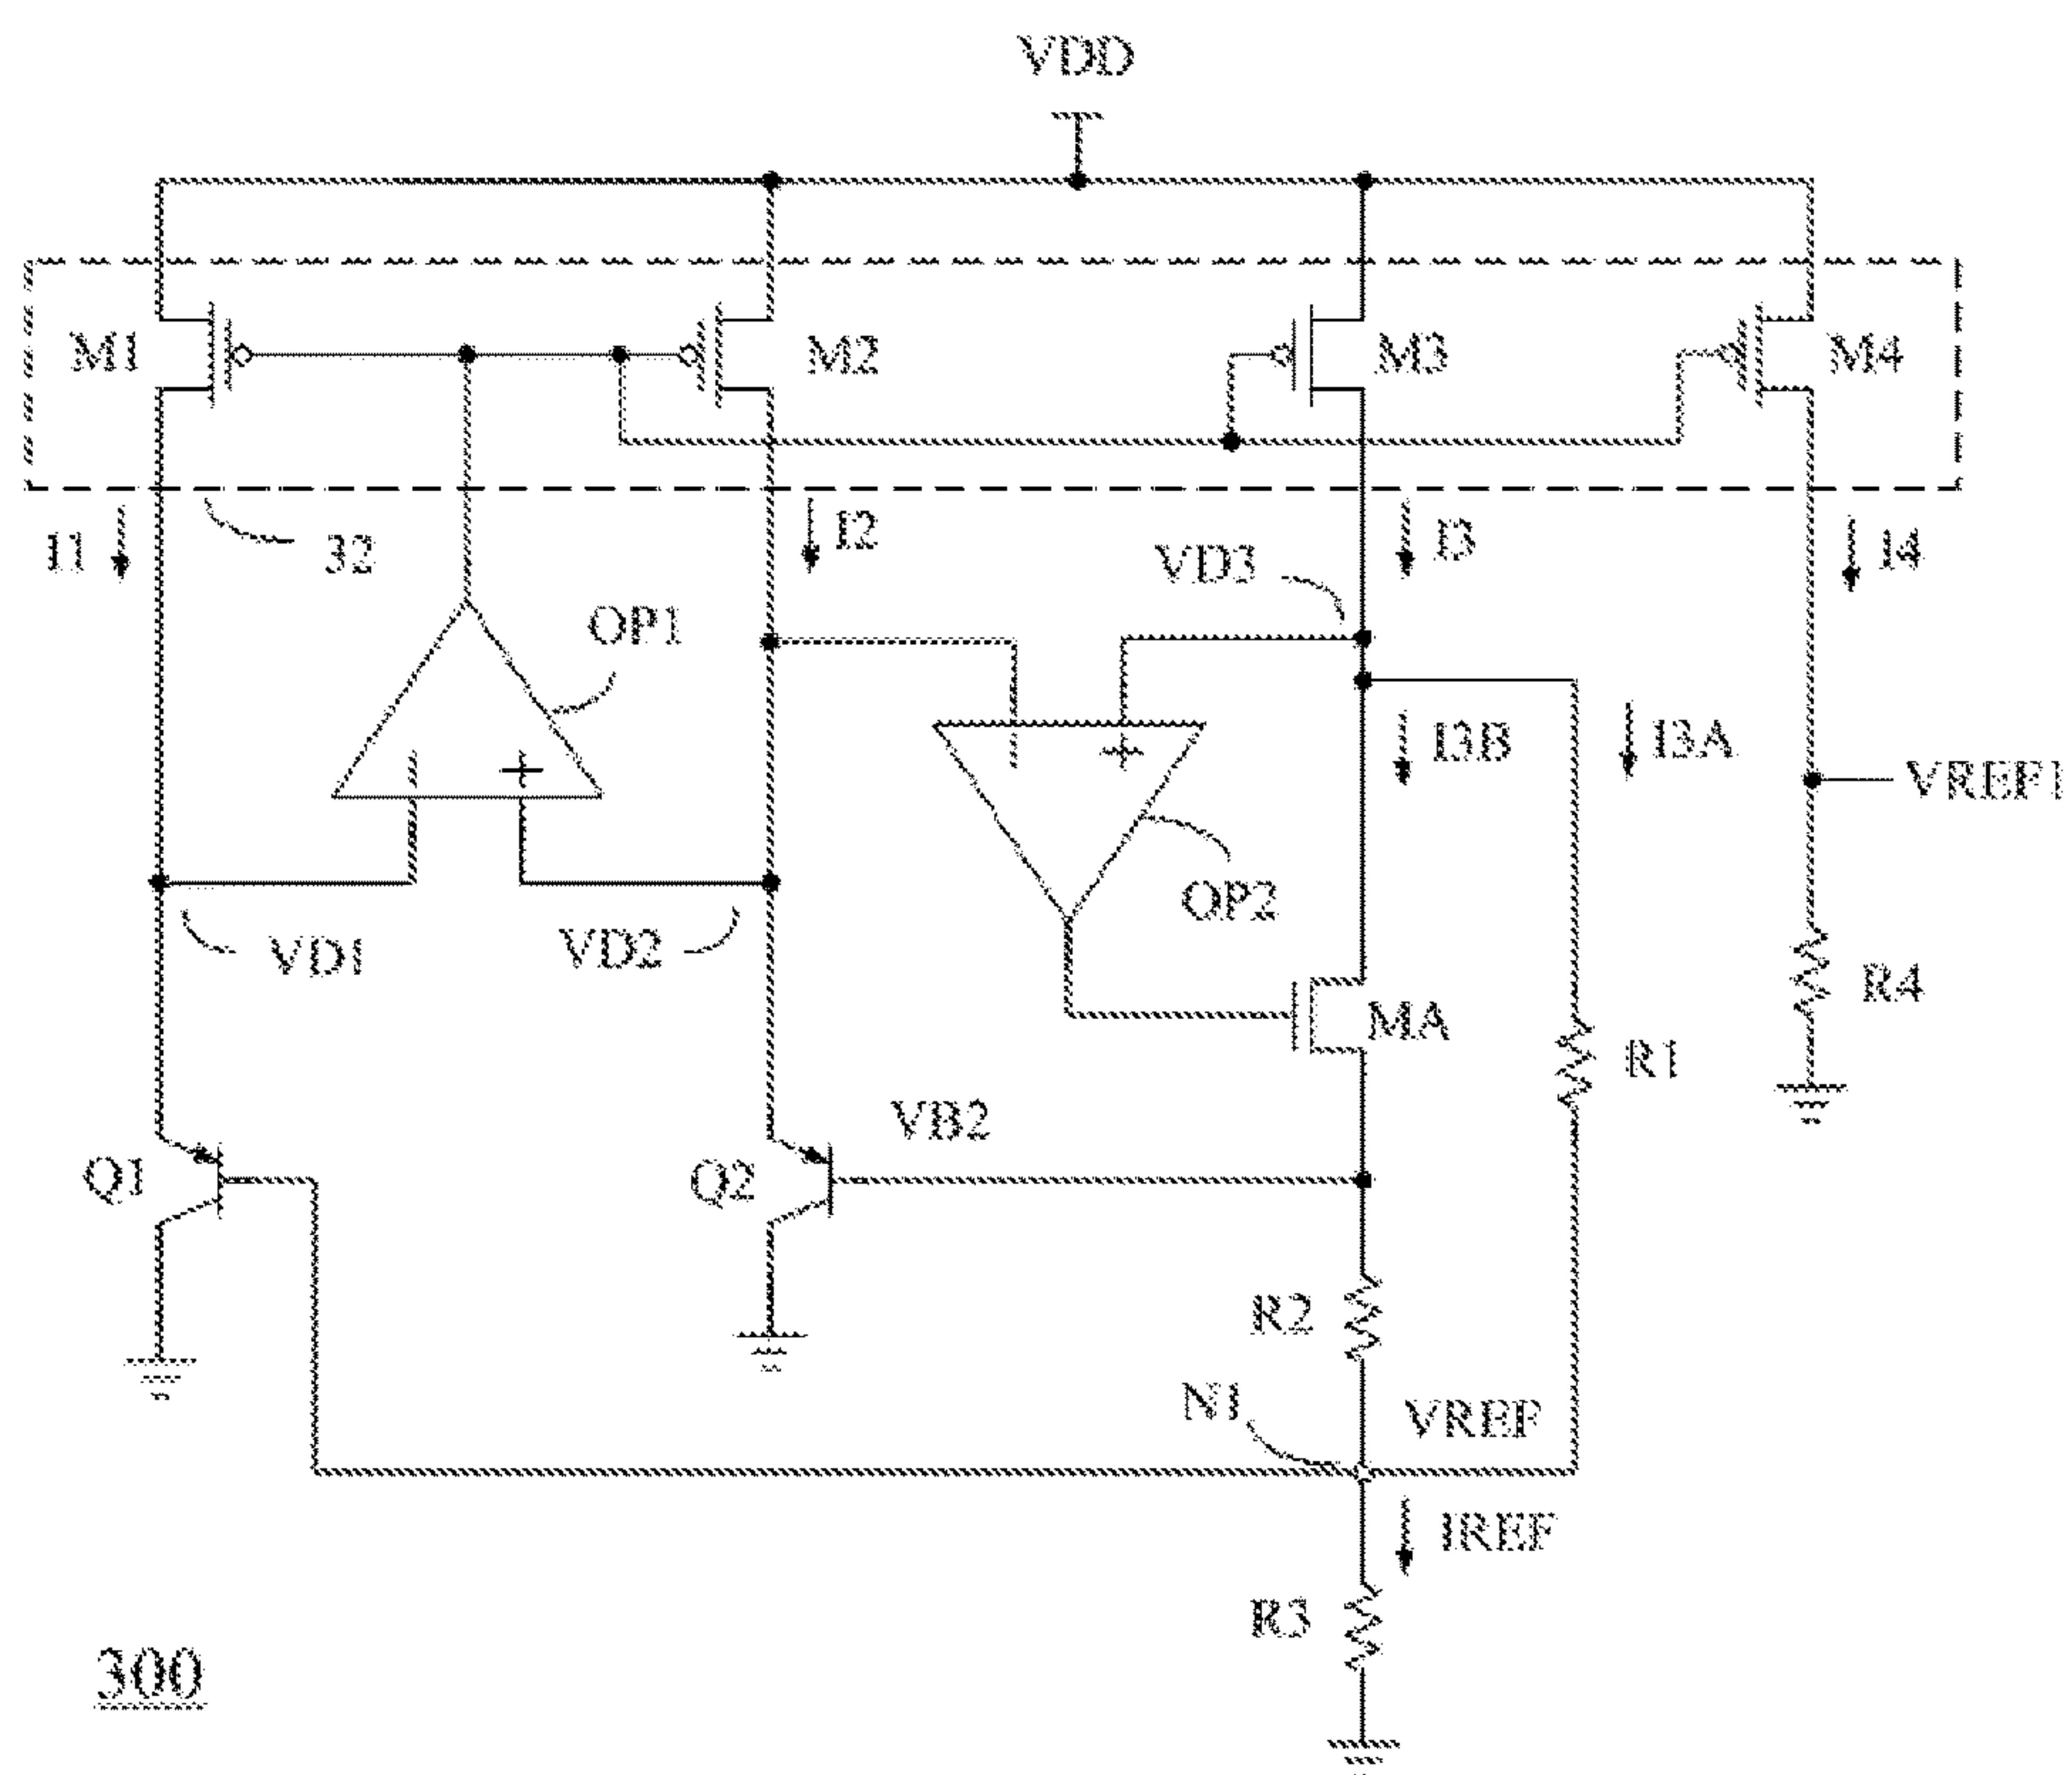 VDD
M1
M2
M3
M4
I1
32
I2
VD3
I3
I4
OP1
I3B
I3A
VREF1
OP2
VD1
VD2
R4
MA
R1
VB2
Q1
Q2
R2
N1
VREF
IREF
R3
300